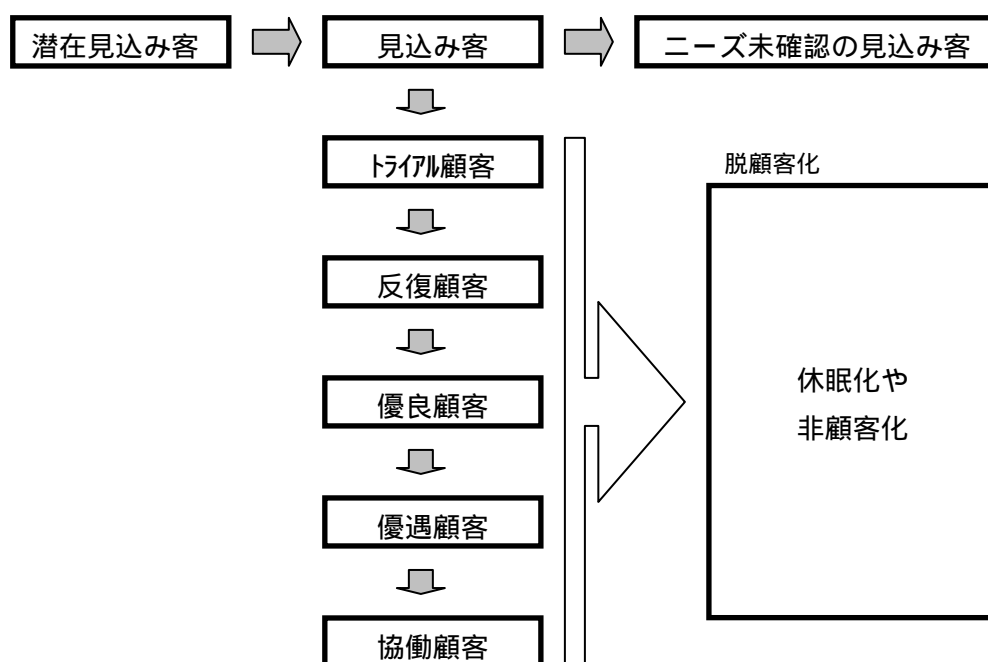 潜在見込み客
見込み客
ニーズ未確認の見込み客
ﾄﾗｲｱﾙ顧客
脱顧客化
反復顧客
優良顧客
休眠化や
非顧客化
優遇顧客
協働顧客